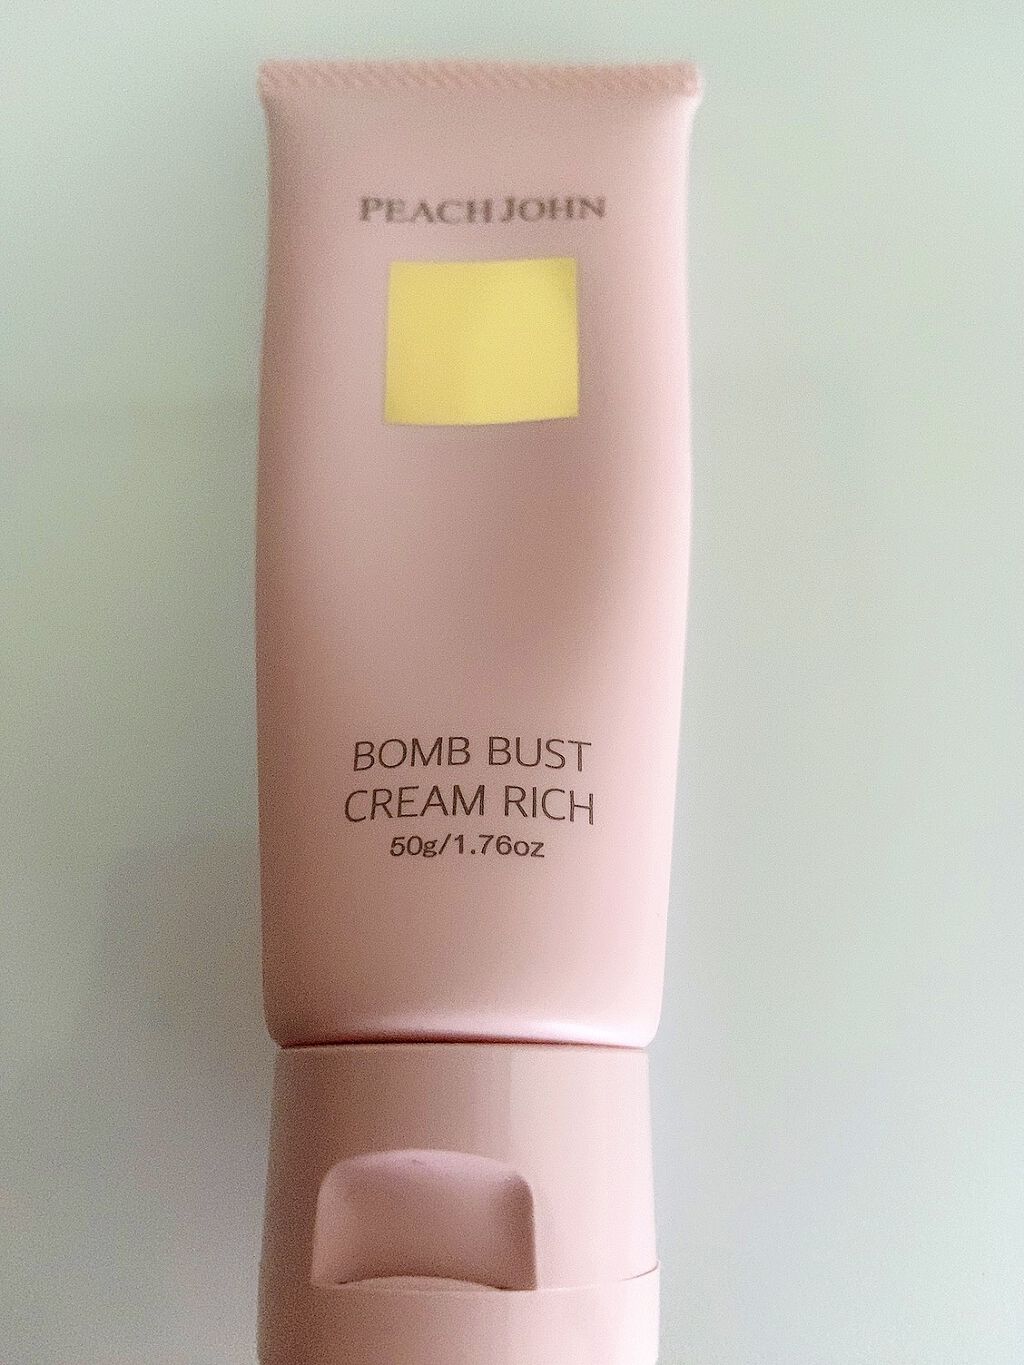 PEACH JOHN
BOMB BUST
CREAM RICH
50g/1.76oz